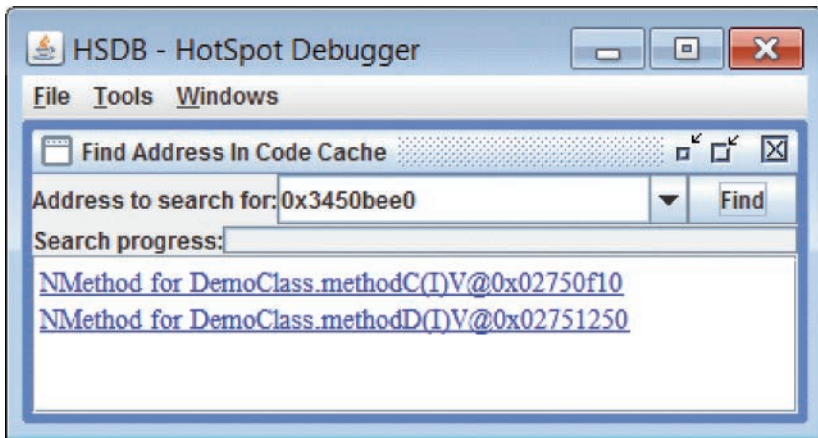 HSDB - HotSpot Debugger
File Tools Windows
Find Address In Code Cache
Address to search for: 0x3450bee0 Find
Search progress:
NMethod for DemoClass.methodC(I)V@0x02750f10
NMethod for DemoClass.methodD(I)V@0x02751250